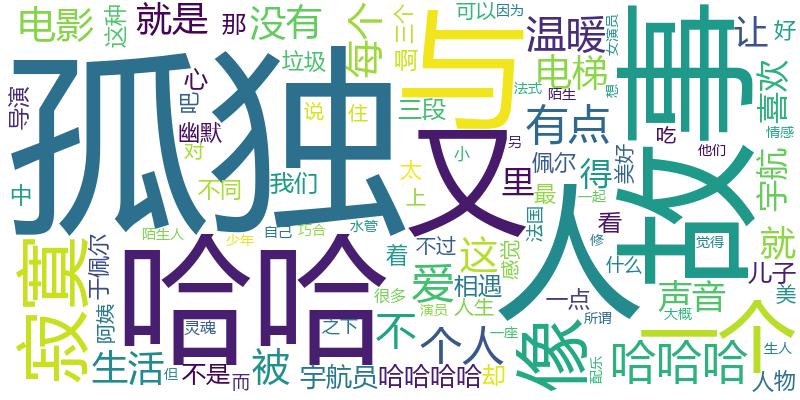 电影
这种
就是
那
没有
每个
啊
三个
可以
因为
温暖
女演员
让
好
导演
孤独
心
吧
垃圾
幽默
说
住
对
不同
我们
三段
太
上
与
又
电梯
法式
陌生
想
有点
佩尔
小
另
里
最
得
美好
一起
吃
他们
故事
喜欢
情感
宇航
中
寂寞
于佩尔
陌生人
少年
自己
巧合
水管
哈哈
着
不过
这
感觉
法国
人
看
修
什么
觉得
就
儿子
爱
相遇
很多
演员
人生
一点
声音
大概
所谓
一个
美
阿姨
灵魂
之下
不
个人
一座
像
配乐
哈哈哈
生人
人物
生活
但
不是
而
被
宇航员
哈哈哈哈
却